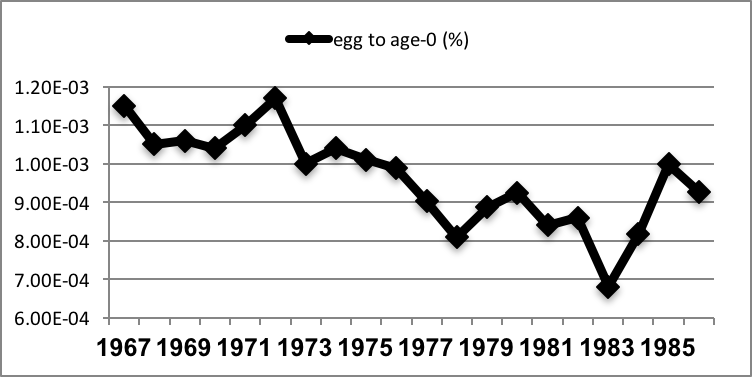 egg to age-0 (%)
1.20E-03
1.10E-03
1.00E-03
9.00E-04
8.00E-04
7.00E-04
6.00E-04
1967 1969 1971 1973 1975 1977 1979 1981 1983 1985